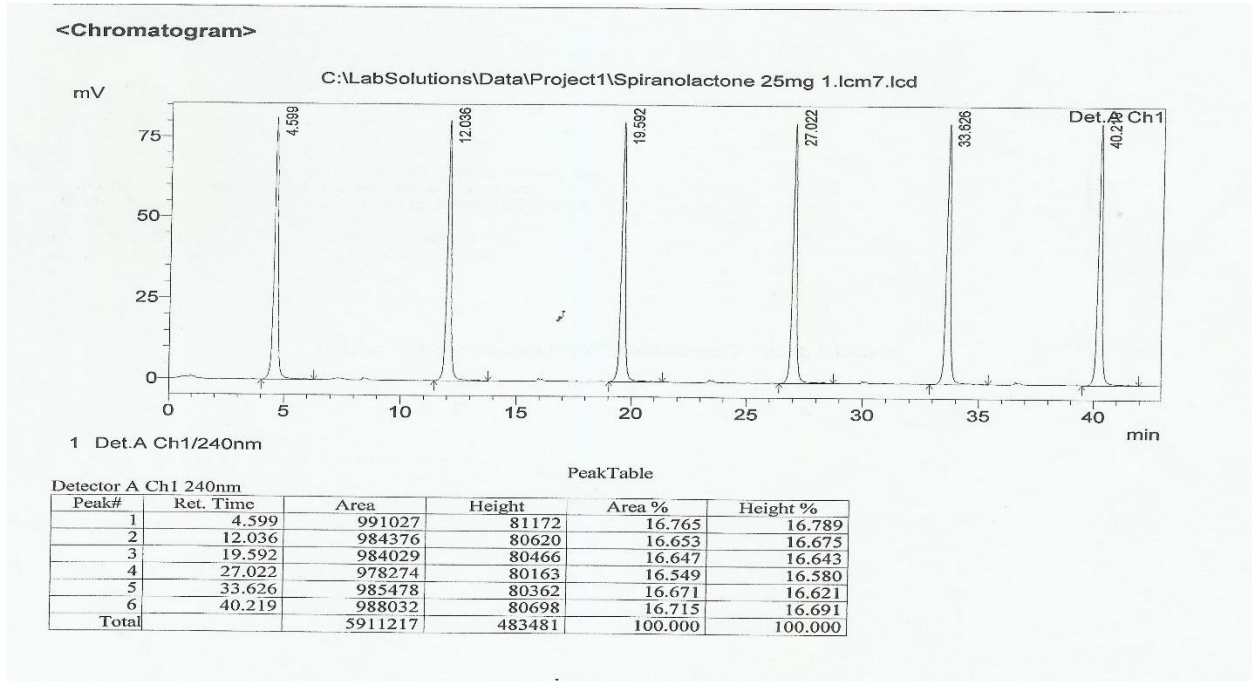 <Chromatogram>
C:\LabSolutions\Data\Project1\Spiranolactone 25mg 1.lcm7.lcd
mV
Det.A Ch1
4.599
12.036
19.592
27.022
33.626
40.219
75
50
25
0
0 5 10 15 20 25 30 35 40
min
1 Det.A Ch1/240nm
PeakTable
Detector A Ch1 240nm
Peak# Ret. Time Area Height Area % Height %
1 4.599 991027 81172 16.765 16.789
2 12.036 984376 80620 16.653 16.675
3 19.592 984029 80466 16.647 16.643
4 27.022 978274 80163 16.549 16.580
5 33.626 985478 80362 16.671 16.621
6 40.219 988032 80698 16.715 16.691
Total 5911217 483481 100.000 100.000